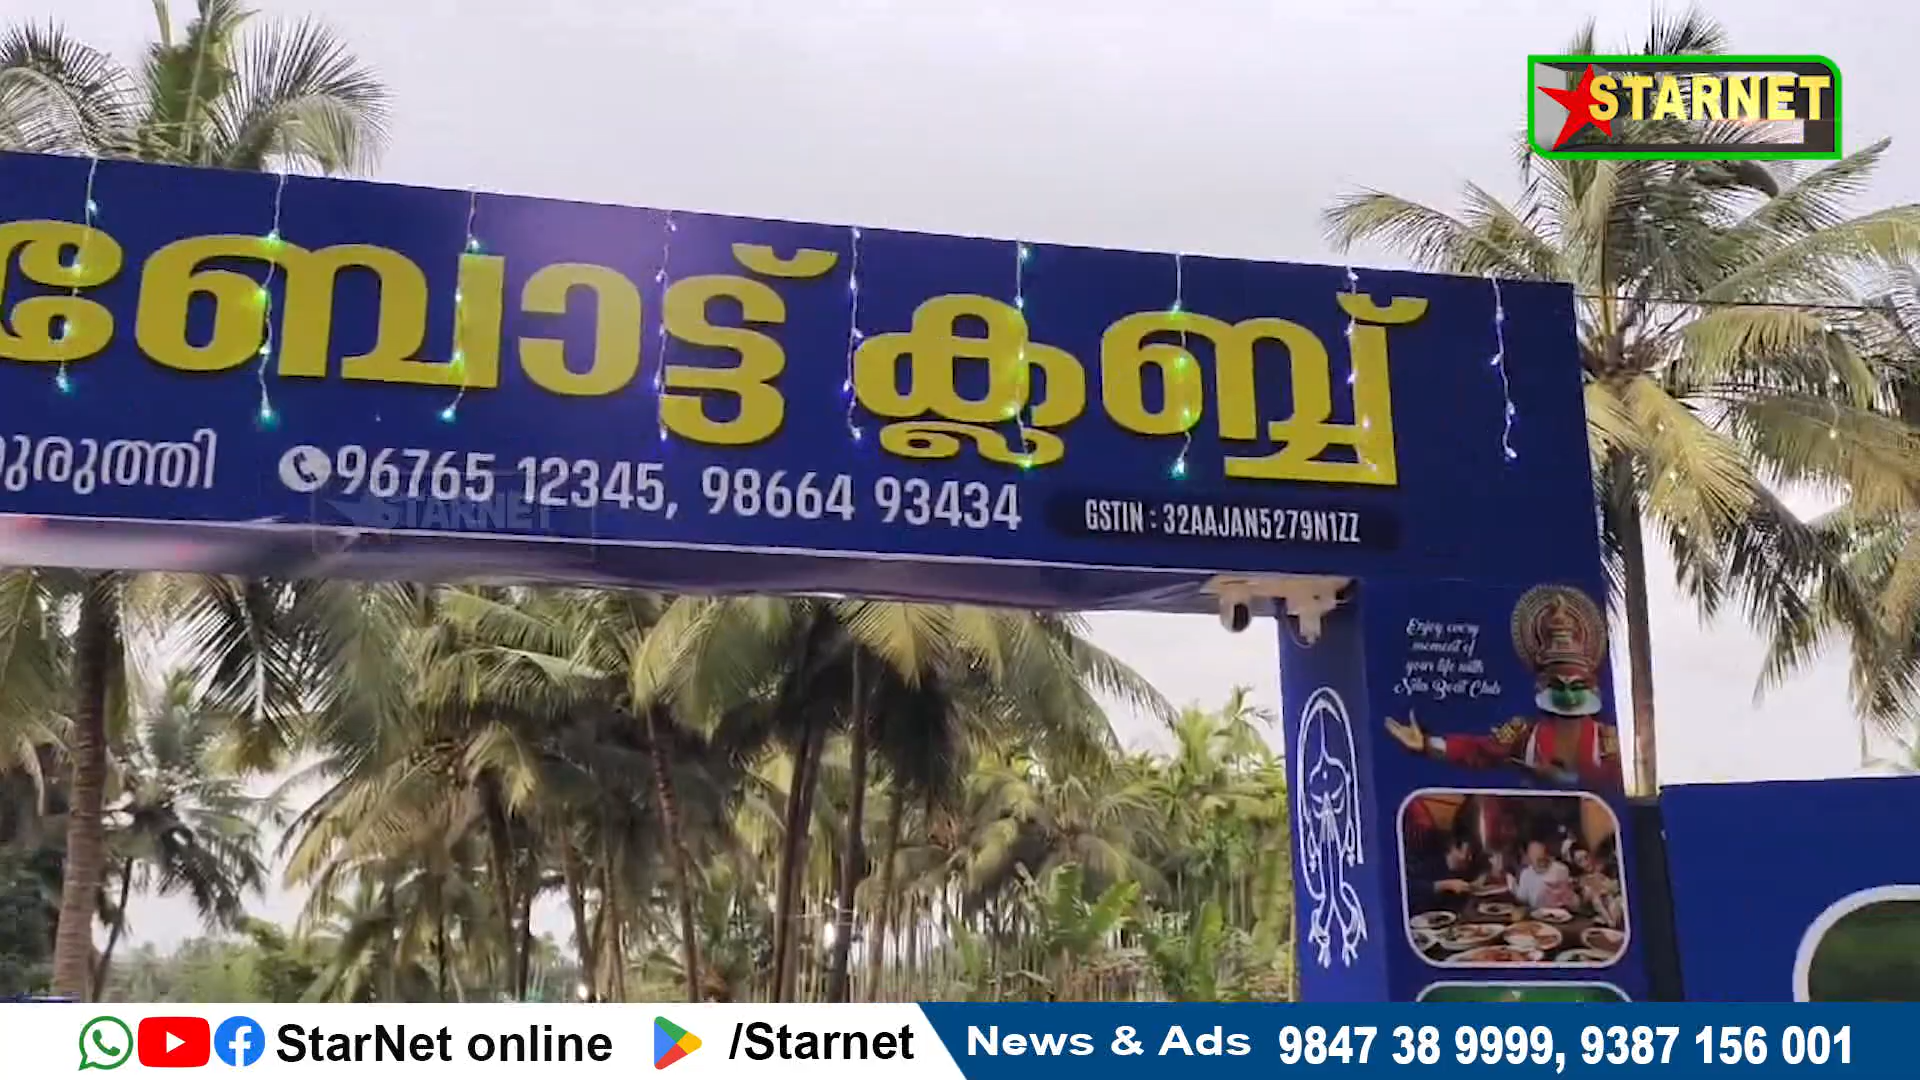 STARNET
ബോട്ട് ക്ലബ്ബ്
96765 12345, 98664 93434
GSTIN : 32AAJAN5279N1ZZ
STARNET
Enjoy every
moment of
your life with
Nila Boat Club
StarNet online
/Starnet
News & Ads 9847 38 9999, 9387 156 001